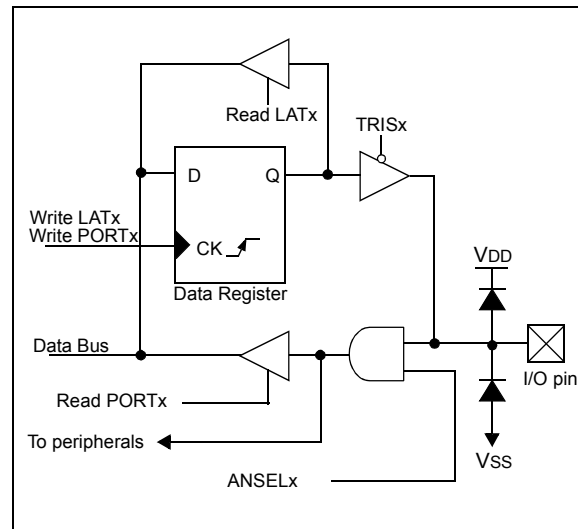 Read LATx
TRISx
D
Q
Write LATx
Write PORTx
CK
Data Register
VDD
Data Bus
I/O pin
Read PORTx
To peripherals
VSS
ANSELx